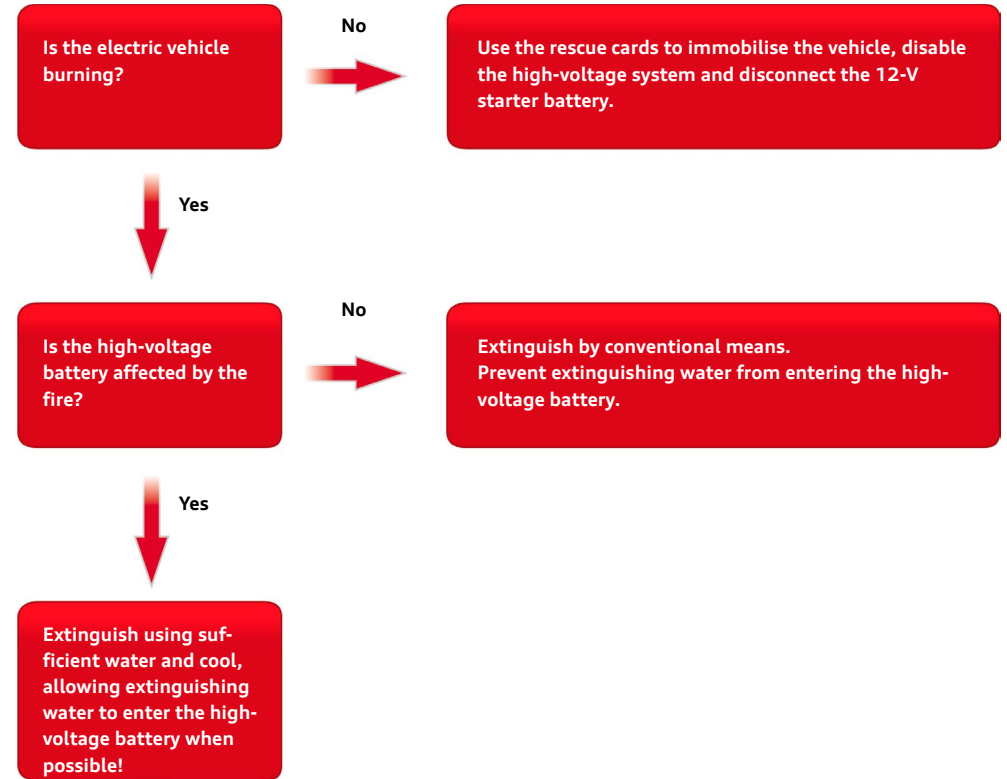 Is the electric vehicle
burning?
No
Use the rescue cards to immobilise the vehicle, disable
the high-voltage system and disconnect the 12-V
starter battery.
Yes
Is the high-voltage
battery affected by the
fire?
No
Extinguish by conventional means.
Prevent extinguishing water from entering the high-
voltage battery.
Yes
Extinguish using suf-
ficient water and cool,
allowing extinguishing
water to enter the high-
voltage battery when
possible!